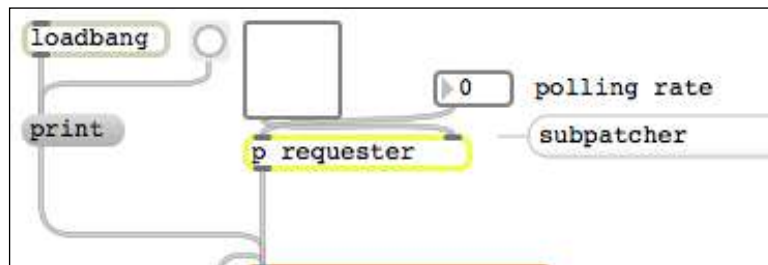 loadbang
0
polling rate
print
subpatcher
p requester